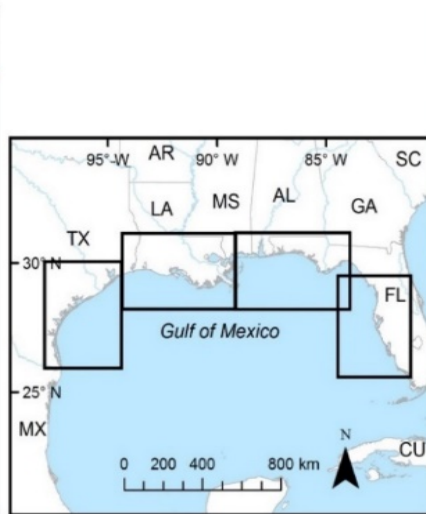 95° W
90° W
85° W
AR
SC
LA
MS
AL
GA
TX
30° N
FL
Gulf of Mexico
25° N
MX
N
CU
0 200 400 800 km